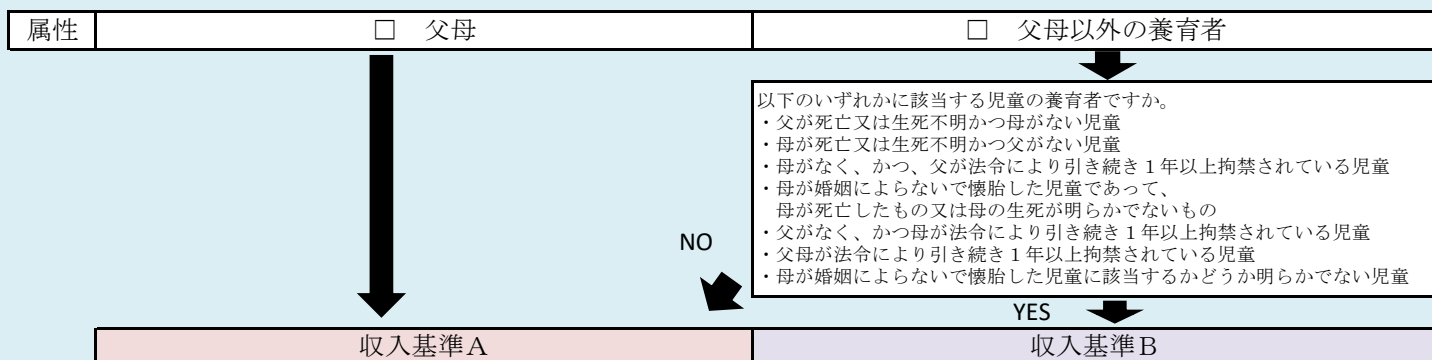 属性
□ 父母
□ 父母以外の養育者
以下のいずれかに該当する児童の養育者ですか。
・父が死亡又は生死不明かつ母がない児童
・母が死亡又は生死不明かつ父がない児童
・母がなく、かつ、父が法令により引き続き１年以上拘禁されている児童
・母が婚姻によらないで懐胎した児童であって、
母が死亡したもの又は母の生死が明らかでないもの
・父がなく、かつ母が法令により引き続き１年以上拘禁されている児童
・父母が法令により引き続き１年以上拘禁されている児童
・母が婚姻によらないで懐胎した児童に該当するかどうか明らかでない児童
NO
YES
収入基準Ａ
収入基準Ｂ